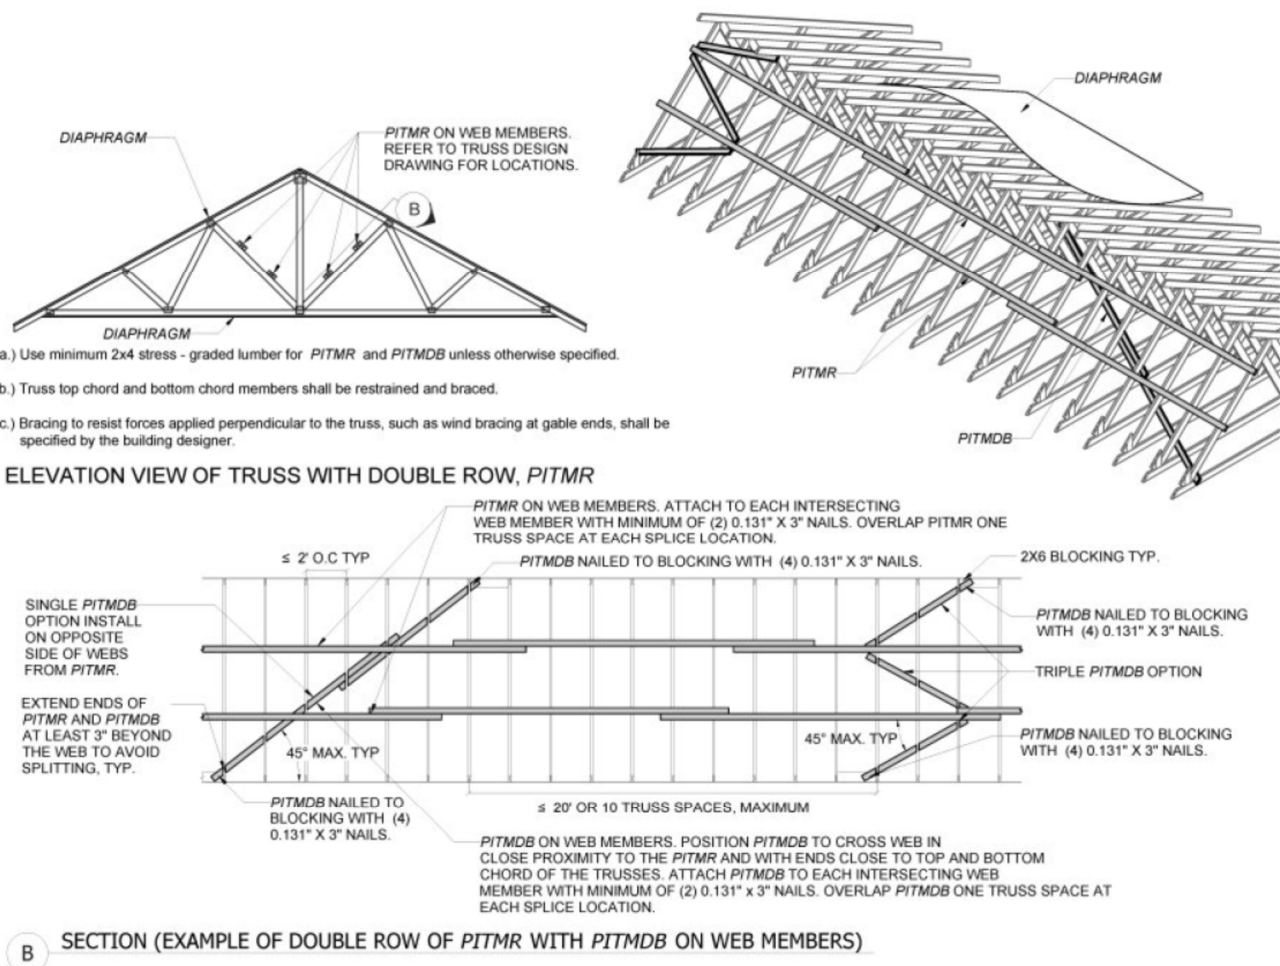 DIAPHRAGM
PITMR ON WEB MEMBERS.
REFER TO TRUSS DESIGN
DRAWING FOR LOCATIONS.
B
DIAPHRAGM
DIAPHRAGM
PITMR
PITMDB
a.) Use minimum 2x4 stress - graded lumber for PITMR and PITMDB unless otherwise specified.
b.) Truss top chord and bottom chord members shall be restrained and braced.
c.) Bracing to resist forces applied perpendicular to the truss, such as wind bracing at gable ends, shall be
specified by the building designer.
ELEVATION VIEW OF TRUSS WITH DOUBLE ROW, PITMR
PITMR ON WEB MEMBERS. ATTACH TO EACH INTERSECTING
WEB MEMBER WITH MINIMUM OF (2) 0.131" X 3" NAILS. OVERLAP PITMR ONE
TRUSS SPACE AT EACH SPLICE LOCATION.
≤ 2' O.C TYP
PITMDB NAILED TO BLOCKING WITH (4) 0.131" X 3" NAILS.
2X6 BLOCKING TYP.
SINGLE PITMDB
OPTION INSTALL
ON OPPOSITE
SIDE OF WEBS
FROM PITMR.
PITMDB NAILED TO BLOCKING
WITH (4) 0.131" X 3" NAILS.
TRIPLE PITMDB OPTION
EXTEND ENDS OF
PITMR AND PITMDB
AT LEAST 3" BEYOND
THE WEB TO AVOID
SPLITTING, TYP.
45° MAX. TYP
45° MAX. TYP
PITMDB NAILED TO BLOCKING
WITH (4) 0.131" X 3" NAILS.
PITMDB NAILED TO
BLOCKING WITH (4)
0.131" X 3" NAILS.
≤ 20' OR 10 TRUSS SPACES, MAXIMUM
PITMDB ON WEB MEMBERS. POSITION PITMDB TO CROSS WEB IN
CLOSE PROXIMITY TO THE PITMR AND WITH ENDS CLOSE TO TOP AND BOTTOM
CHORD OF THE TRUSSES. ATTACH PITMDB TO EACH INTERSECTING WEB
MEMBER WITH MINIMUM OF (2) 0.131" x 3" NAILS. OVERLAP PITMDB ONE TRUSS SPACE AT
EACH SPLICE LOCATION.
B SECTION (EXAMPLE OF DOUBLE ROW OF PITMR WITH PITMDB ON WEB MEMBERS)